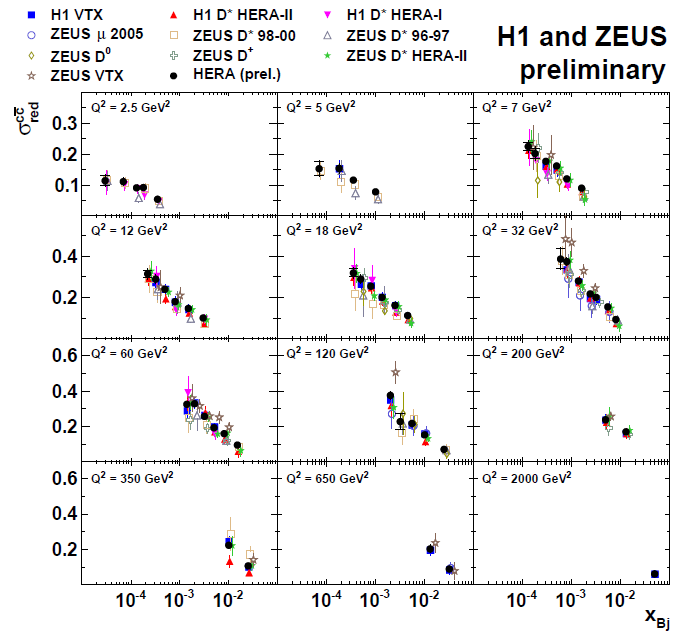 H1 VTX H1 D* HERA-II H1 D* HERA-I
ZEUS μ 2005 ZEUS D* 98-00 ZEUS D* 96-97
ZEUS D⁰ ZEUS D⁺ ZEUS D* HERA-II
ZEUS VTX HERA (prel.)
H1 and ZEUS
preliminary
σ_red^cc̄
Q² = 2.5 GeV² Q² = 5 GeV² Q² = 7 GeV²
0.3
0.2
0.1
Q² = 12 GeV² Q² = 18 GeV² Q² = 32 GeV²
0.4
0.2
Q² = 60 GeV² Q² = 120 GeV² Q² = 200 GeV²
0.6
0.4
0.2
Q² = 350 GeV² Q² = 650 GeV² Q² = 2000 GeV²
0.6
0.4
0.2
10⁻⁴ 10⁻³ 10⁻² 10⁻⁴ 10⁻³ 10⁻² 10⁻⁴ 10⁻³ 10⁻²
x_Bj